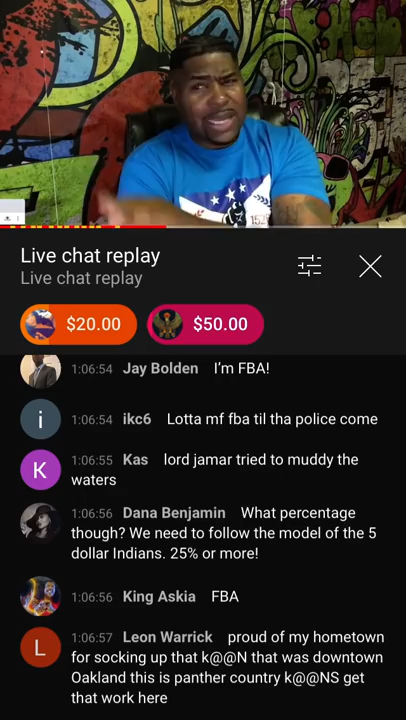 1526
Live chat replay
Live chat replay
$20.00 $50.00
1:06:54 Jay Bolden I’m FBA!
i 1:06:54 ikc6 Lotta mf fba til tha police come
K 1:06:55 Kas lord jamar tried to muddy the
waters
1:06:56 Dana Benjamin What percentage
though? We need to follow the model of the 5
dollar Indians. 25% or more!
1:06:56 King Askia FBA
L 1:06:57 Leon Warrick proud of my hometown
for socking up that k@@N that was downtown
Oakland this is panther country k@@NS get
that work here